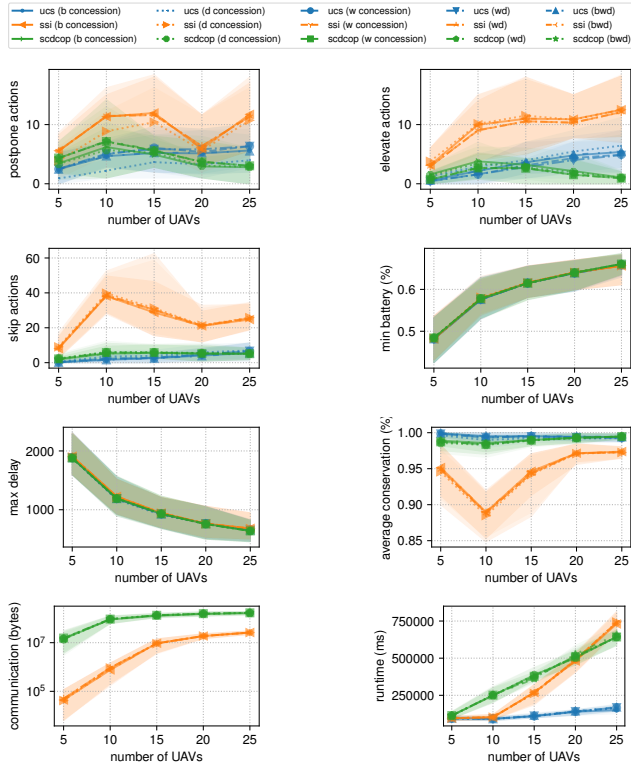 ucs (b concession) ucs (d concession) ucs (w concession) ucs (wd) ucs (bwd)
ssi (b concession) ssi (d concession) ssi (w concession) ssi (wd) ssi (bwd)
scdcop (b concession) scdcop (d concession) scdcop (w concession) scdcop (wd) scdcop (bwd)
postpone actions
10
0
5 10 15 20 25
number of UAVs
elevate actions
10
0
5 10 15 20 25
number of UAVs
skip actions
60
40
20
0
5 10 15 20 25
number of UAVs
min battery (%)
0.6
0.5
5 10 15 20 25
number of UAVs
max delay
2000
1000
5 10 15 20 25
number of UAVs
average conservation (%)
1.00
0.95
0.90
0.85
5 10 15 20 25
number of UAVs
communication (bytes)
10⁷
10⁵
5 10 15 20 25
number of UAVs
runtime (ms)
750000
500000
250000
5 10 15 20 25
number of UAVs